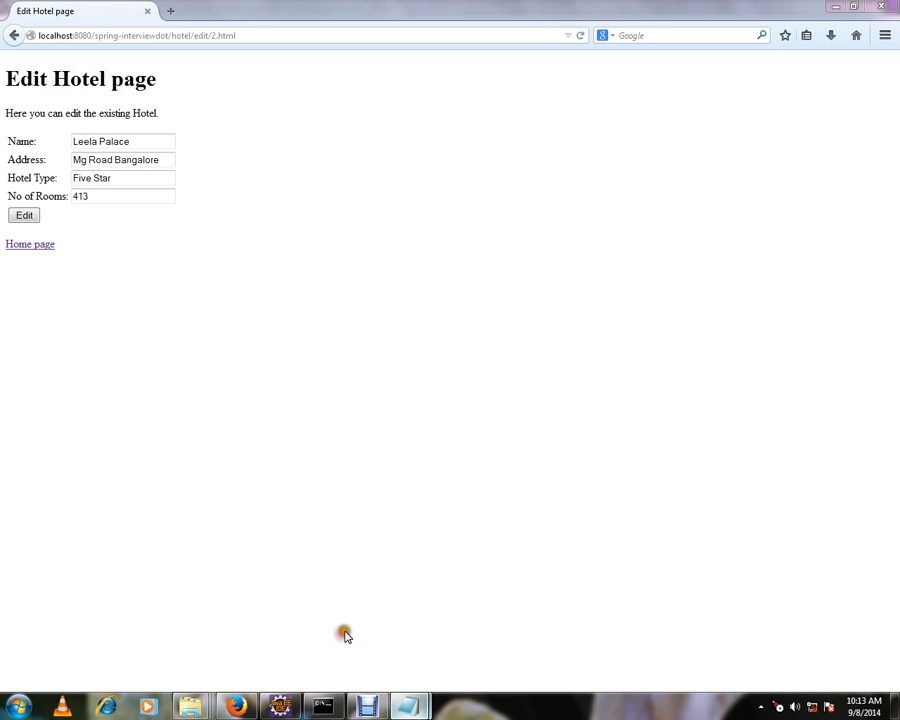 Edit Hotel page
localhost:8080/spring-interviewdot/hotel/edit/2.html
Google
Edit Hotel page
Here you can edit the existing Hotel.
Name: Leela Palace
Address: Mg Road Bangalore
Hotel Type: Five Star
No of Rooms: 413
Edit
Home page
10:13 AM
9/8/2014